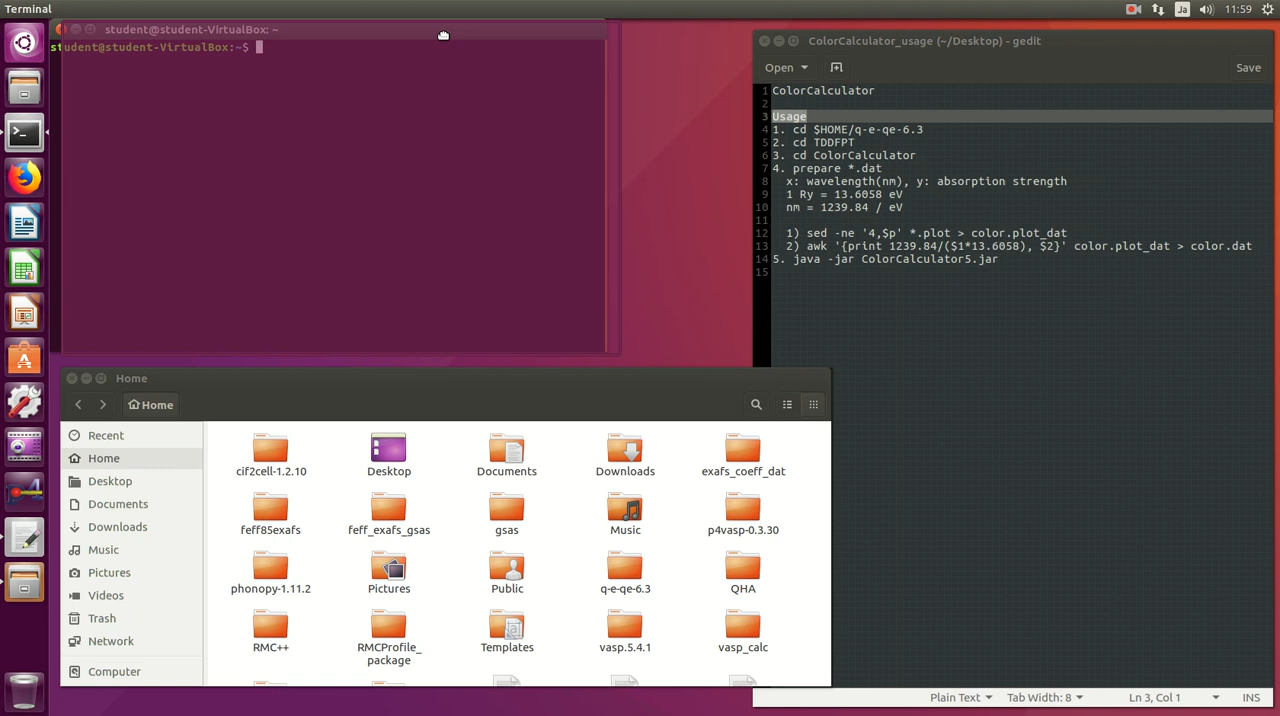 Terminal
Ja
11:59
student@student-VirtualBox: ~
student@student-VirtualBox:~$
ColorCalculator_usage (~/Desktop) - gedit
Open
Save
1 ColorCalculator
2
3 Usage
4 1. cd $HOME/q-e-qe-6.3
5 2. cd TDDFPT
6 3. cd ColorCalculator
7 4. prepare *.dat
8 x: wavelength(nm), y: absorption strength
9 1 Ry = 13.6058 eV
10 nm = 1239.84 / eV
11
12 1) sed -ne '4,$p' *.plot > color.plot_dat
13 2) awk '{print 1239.84/($1*13.6058), $2}' color.plot_dat > color.dat
14 5. java -jar ColorCalculator5.jar
15
Plain Text
Tab Width: 8
Ln 3, Col 1
INS
Home
Home
Recent
Home
Desktop
Documents
Downloads
Music
Pictures
Videos
Trash
Network
Computer
cif2cell-1.2.10
Desktop
Documents
Downloads
exafs_coeff_dat
feff85exafs
feff_exafs_gsas
gsas
Music
p4vasp-0.3.30
phonopy-1.11.2
Pictures
Public
q-e-qe-6.3
QHA
RMC++
RMCProfile_
package
Templates
vasp.5.4.1
vasp_calc